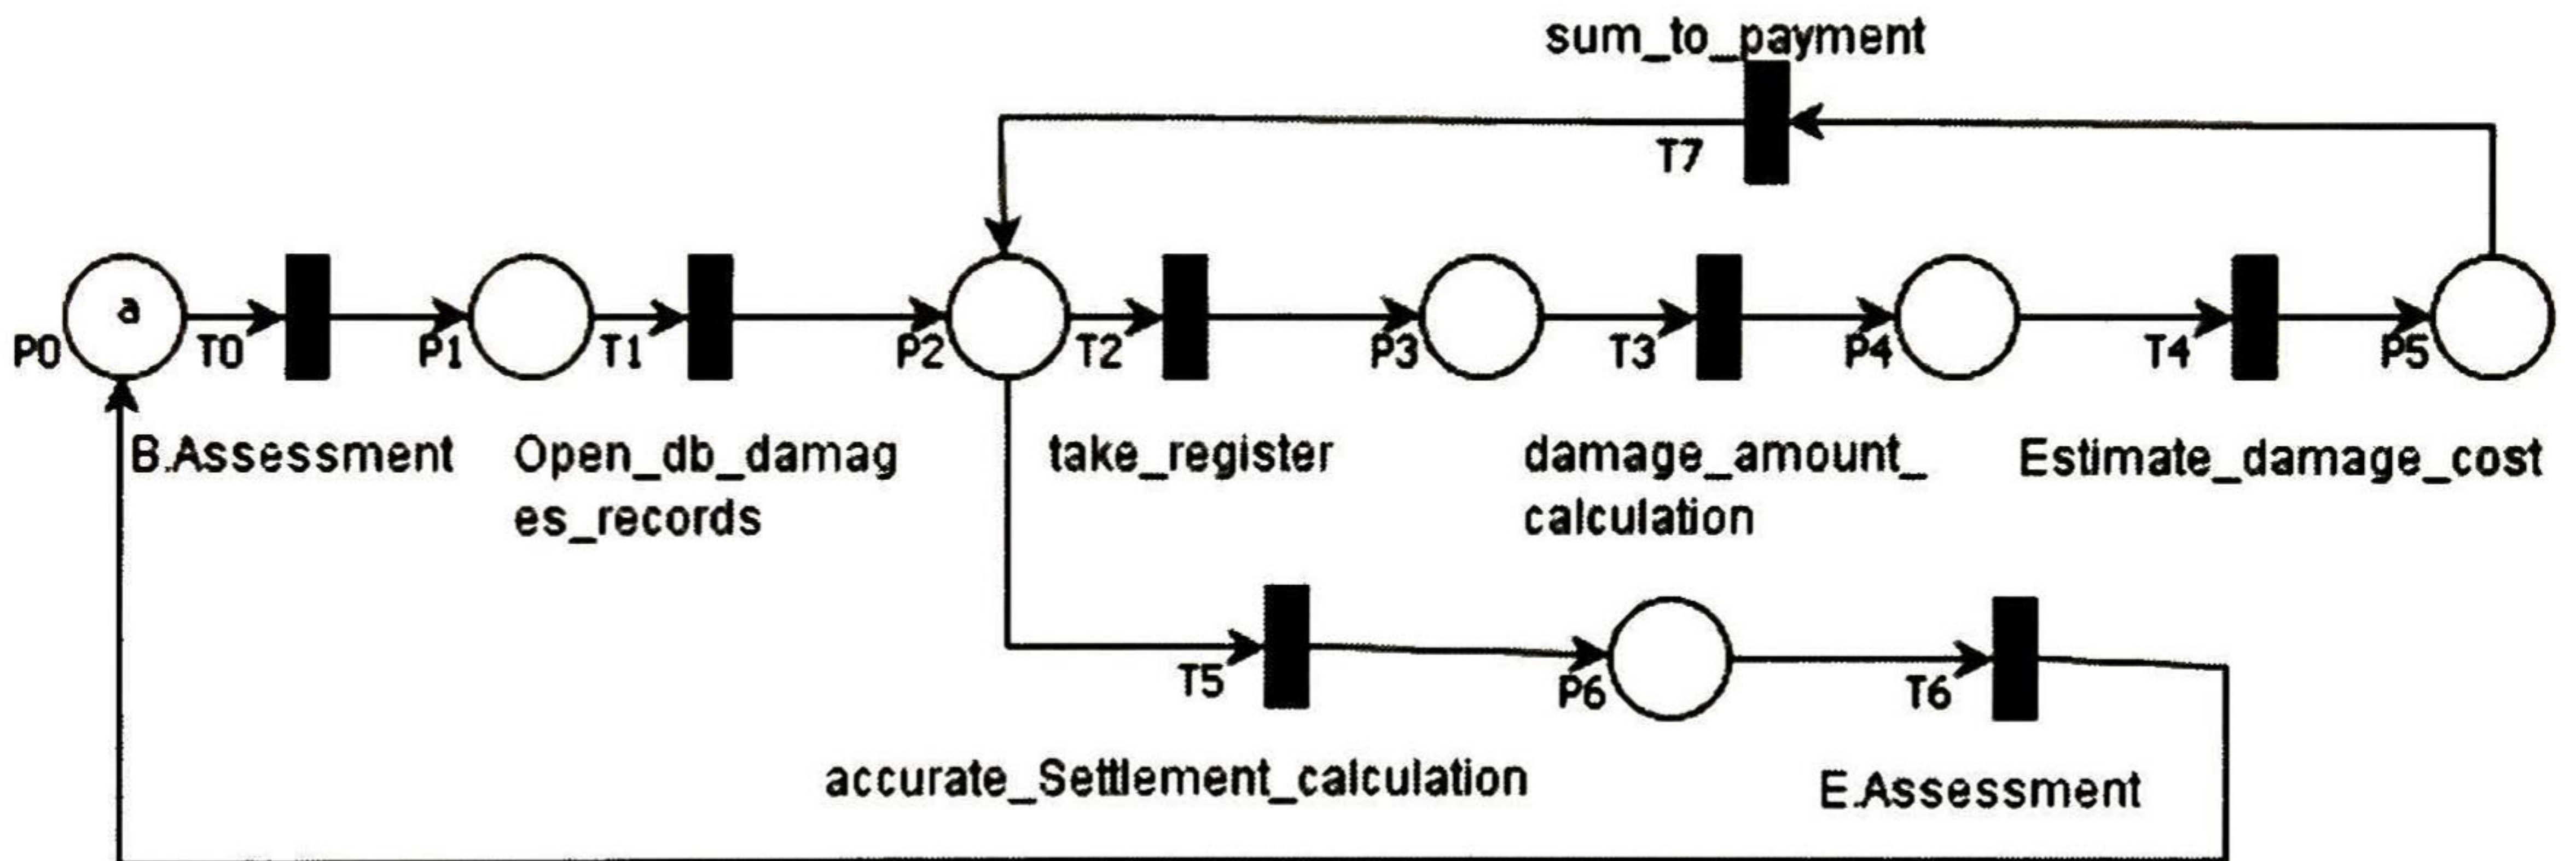 sum_to_payment
T7
a
P0
T0
P1
T1
P2
T2
P3
T3
P4
T4
P5
B.Assessment
Open_db_damag
es_records
take_register
damage_amount_
calculation
Estimate_damage_cost
T5
P6
T6
accurate_Settlement_calculation
E.Assessment